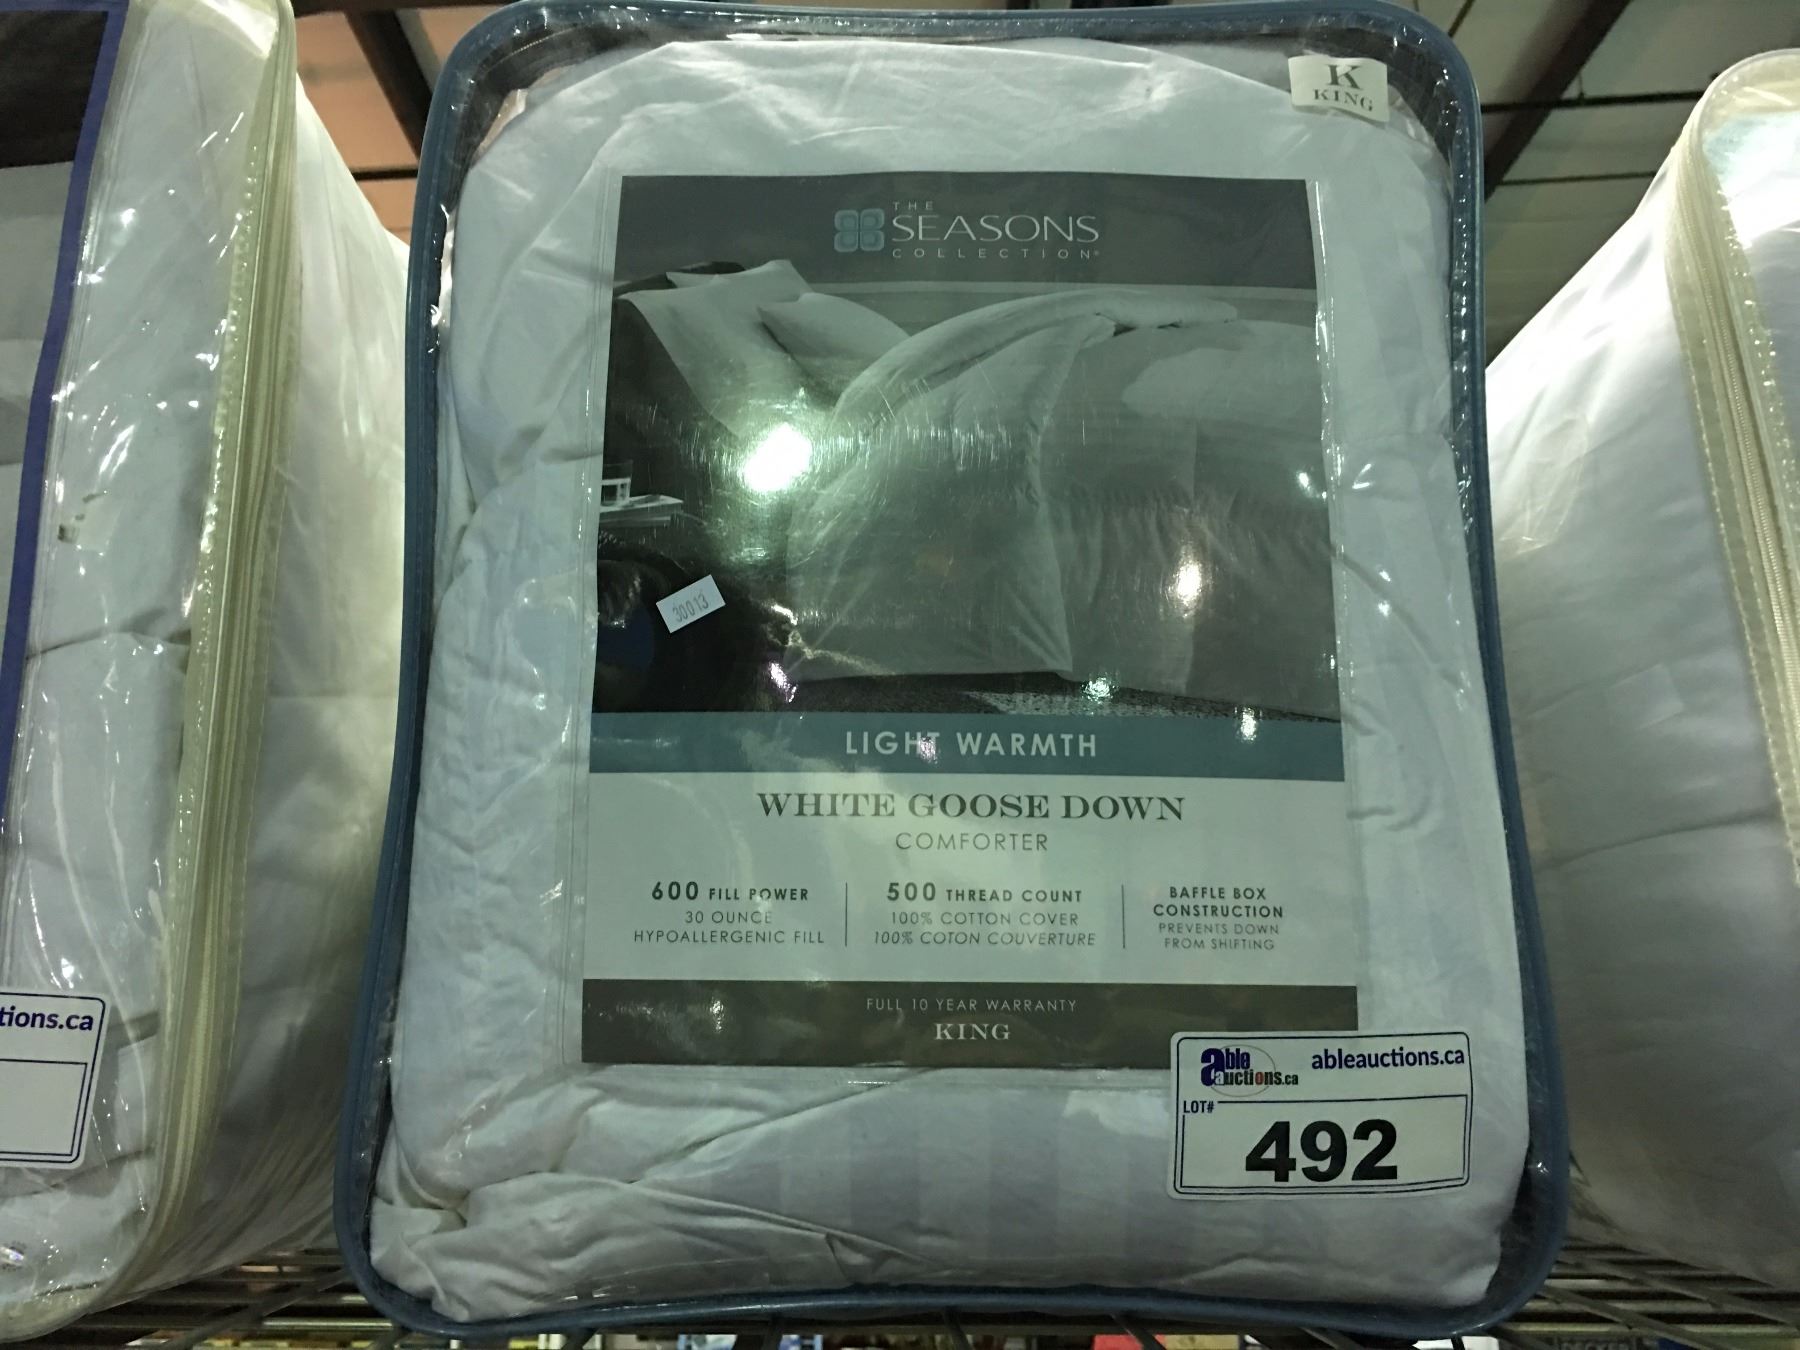 K
KING
THE
SEASONS
COLLECTION®
30013
LIGHT WARMTH
WHITE GOOSE DOWN
COMFORTER
600 FILL POWER
30 OUNCE
HYPOALLERGENIC FILL
500 THREAD COUNT
100% COTTON COVER
100% COTON COUVERTURE
BAFFLE BOX
CONSTRUCTION
PREVENTS DOWN
FROM SHIFTING
FULL 10 YEAR WARRANTY
KING
tions.ca
able auctions.ca
ableauctions.ca
LOT#
492